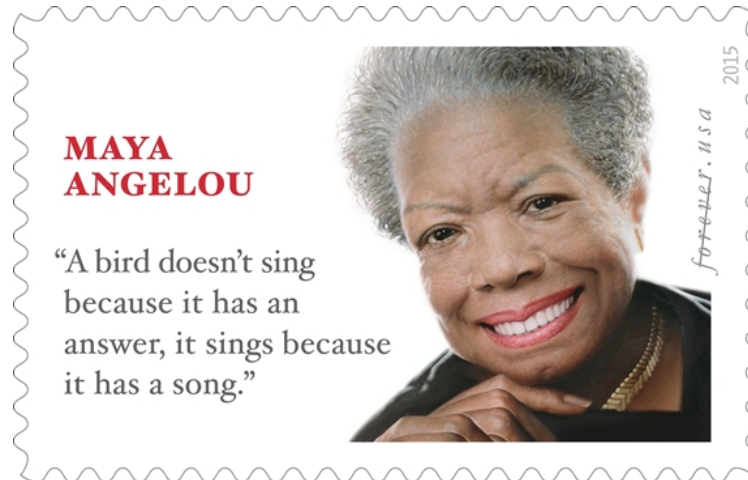 MAYA
ANGELOU
“A bird doesn’t sing
because it has an
answer, it sings because
it has a song.”
forever.usa
2015